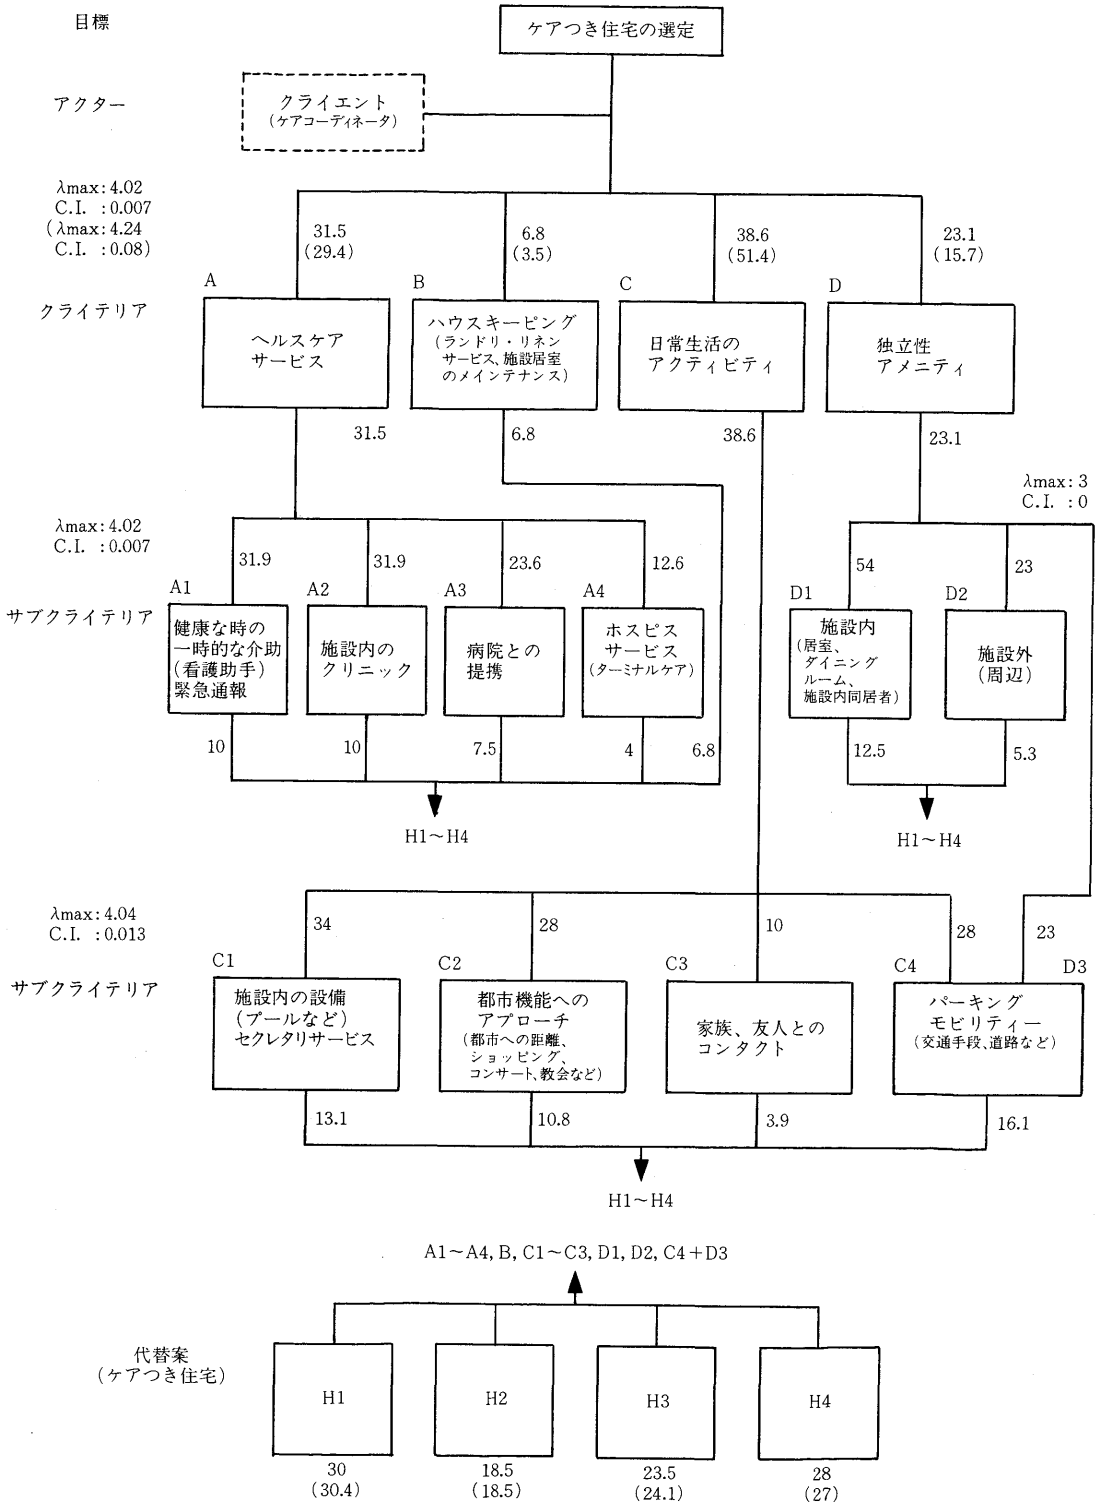 目標
ケアつき住宅の選定
アクター
クライエント
(ケアコーディネータ)
λmax:4.02
C.I. :0.007
(λmax:4.24
C.I. :0.08)
31.5
(29.4)
6.8
(3.5)
38.6
(51.4)
23.1
(15.7)
クライテリア
A
ヘルスケア
サービス
B
ハウスキーピング
(ランドリ・リネン
サービス、施設居室
のメインテナンス)
C
日常生活の
アクティビティ
D
独立性
アメニティ
31.5
6.8
38.6
23.1
λmax:3
C.I. :0
λmax:4.02
C.I. :0.007
31.9
31.9
23.6
12.6
54
23
サブクライテリア
A1
健康な時の
一時的な介助
(看護助手)
緊急通報
A2
施設内の
クリニック
A3
病院との
提携
A4
ホスピス
サービス
(ターミナルケア)
D1
施設内
(居室、
ダイニング
ルーム、
施設内同居者)
D2
施設外
(周辺)
10
10
7.5
4
6.8
12.5
5.3
H1～H4
H1～H4
λmax:4.04
C.I. :0.013
34
28
10
28
23
サブクライテリア
C1
施設内の設備
(プールなど)
セクレタリサービス
C2
都市機能への
アプローチ
(都市への距離、
ショッピング、
コンサート、教会など)
C3
家族、友人との
コンタクト
C4
D3
パーキング
モビリティー
(交通手段、道路など)
13.1
10.8
3.9
16.1
H1～H4
A1～A4, B, C1～C3, D1, D2, C4+D3
代替案
(ケアつき住宅)
H1
H2
H3
H4
30
(30.4)
18.5
(18.5)
23.5
(24.1)
28
(27)